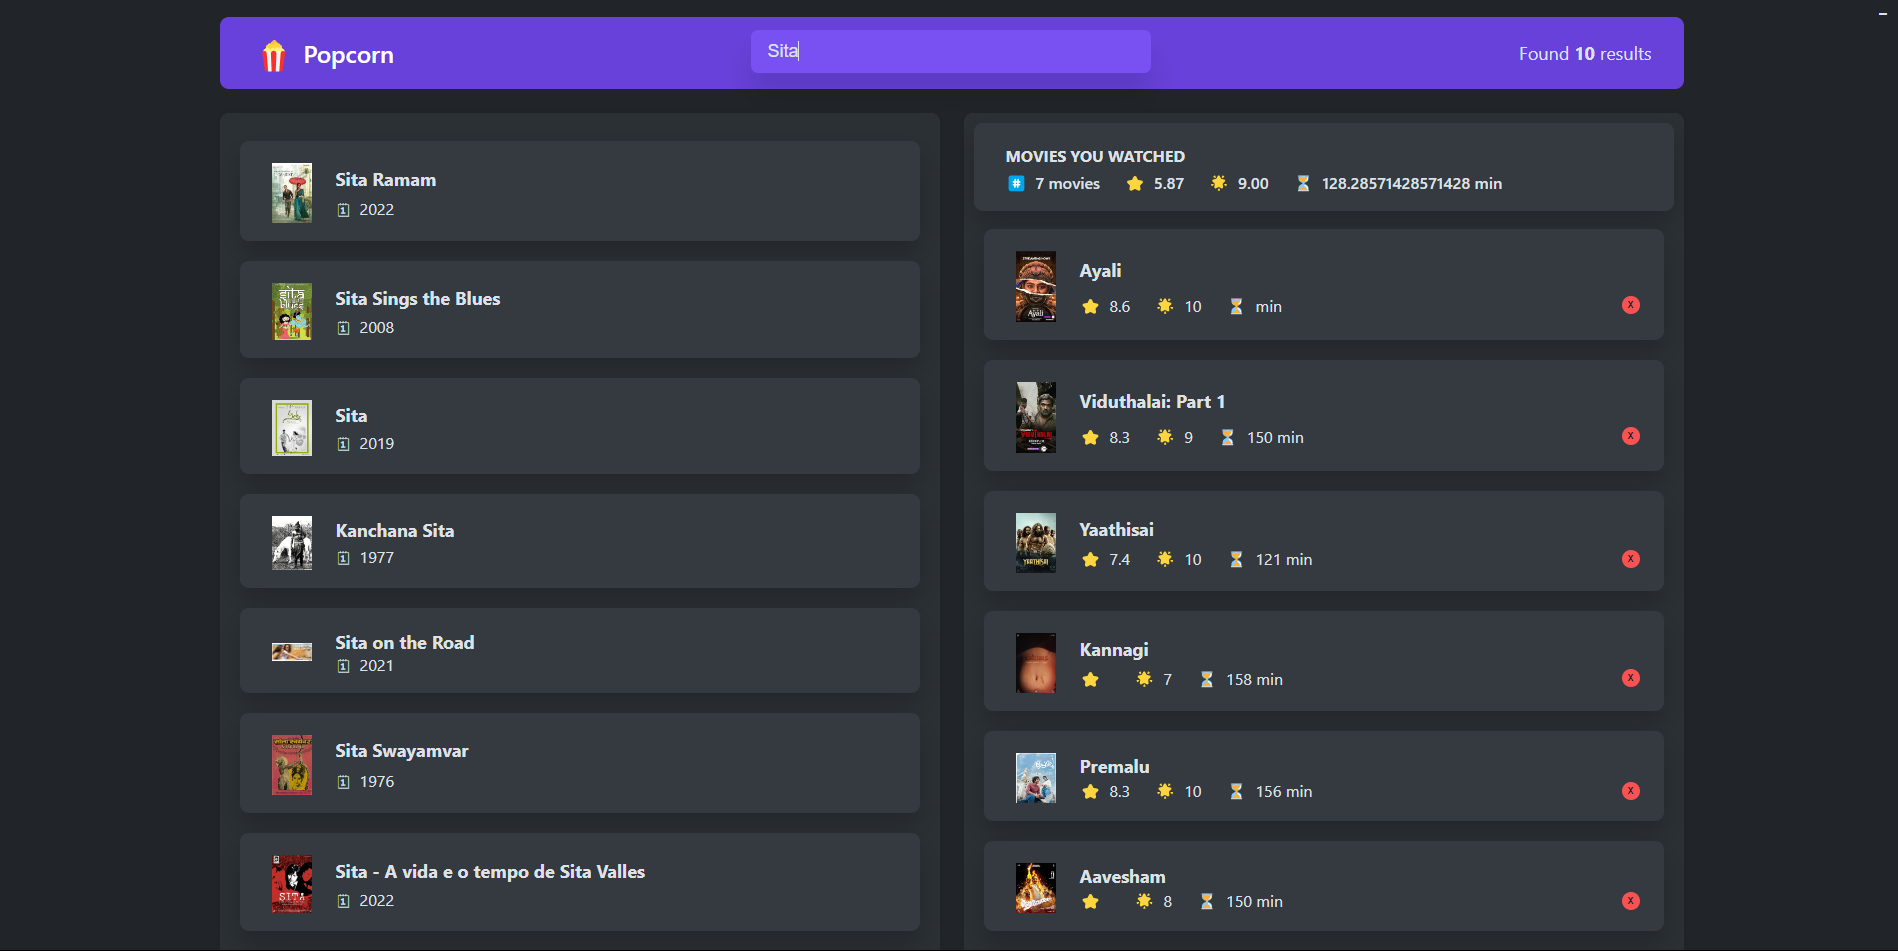 Popcorn
Sita
Found 10 results
Sita Ramam
2022
Sita Sings the Blues
2008
Sita
2019
Kanchana Sita
1977
Sita on the Road
2021
Sita Swayamvar
1976
Sita - A vida e o tempo de Sita Valles
2022
MOVIES YOU WATCHED
7 movies 5.87 9.00 128.28571428571428 min
Ayali
8.6 10 min
X
Viduthalai: Part 1
8.3 9 150 min
X
Yaathisai
7.4 10 121 min
X
Kannagi
7 158 min
X
Premalu
8.3 10 156 min
X
Aavesham
8 150 min
X